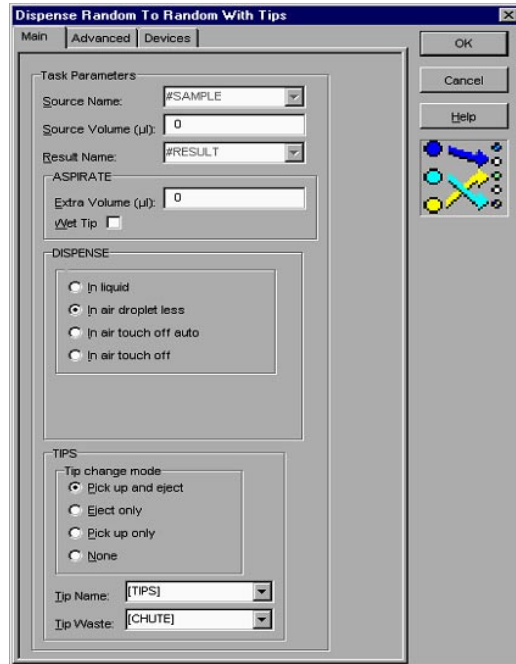 Dispense Random To Random With Tips
Main Advanced Devices
OK
Cancel
Help
Task Parameters
Source Name: #SAMPLE
Source Volume (µl): 0
Result Name: #RESULT
ASPIRATE
Extra Volume (µl): 0
Wet Tip
DISPENSE
In liquid
In air droplet less
In air touch off auto
In air touch off
TIPS
Tip change mode
Pick up and eject
Eject only
Pick up only
None
Tip Name: [TIPS]
Tip Waste: [CHUTE]